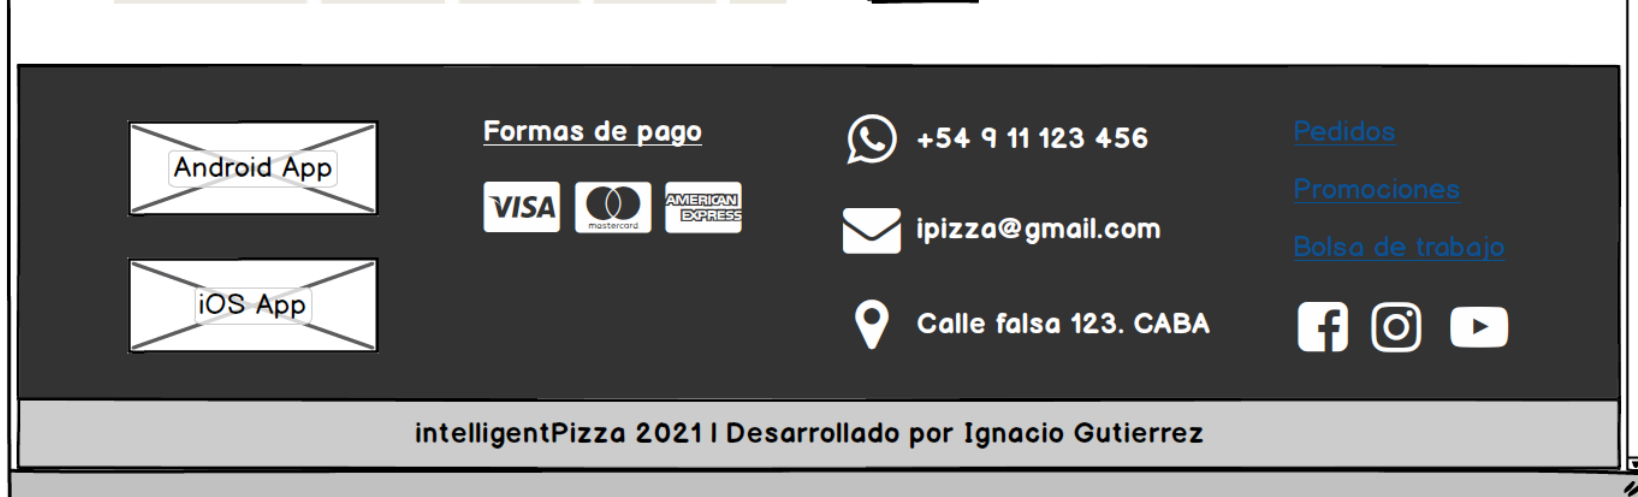 Android App
iOS App
Formas de pago
VISA
mastercard
AMERICAN
EXPRESS
+54 9 11 123 456
ipizza@gmail.com
Calle falsa 123. CABA
Pedidos
Promociones
Bolsa de trabajo
intelligentPizza 2021 | Desarrollado por Ignacio Gutierrez